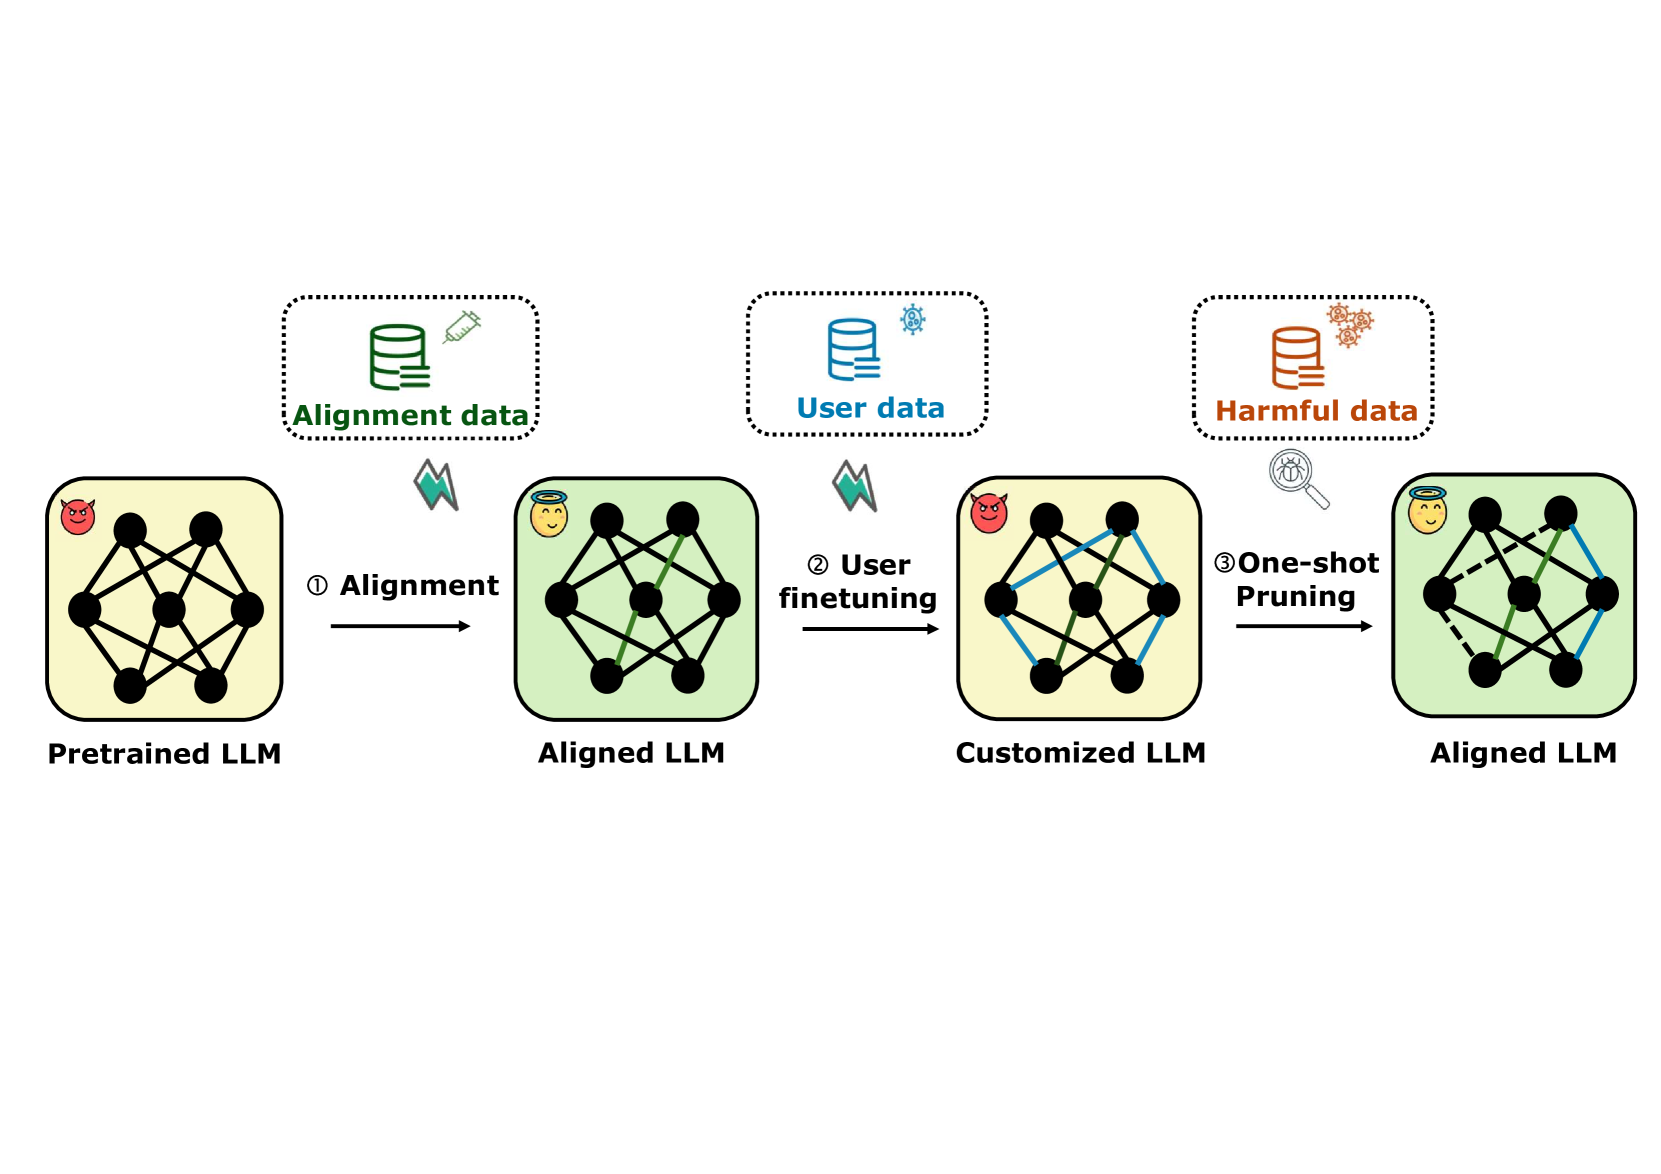 Alignment data
User data
Harmful data
① Alignment
② User
finetuning
③One-shot
Pruning
Pretrained LLM
Aligned LLM
Customized LLM
Aligned LLM